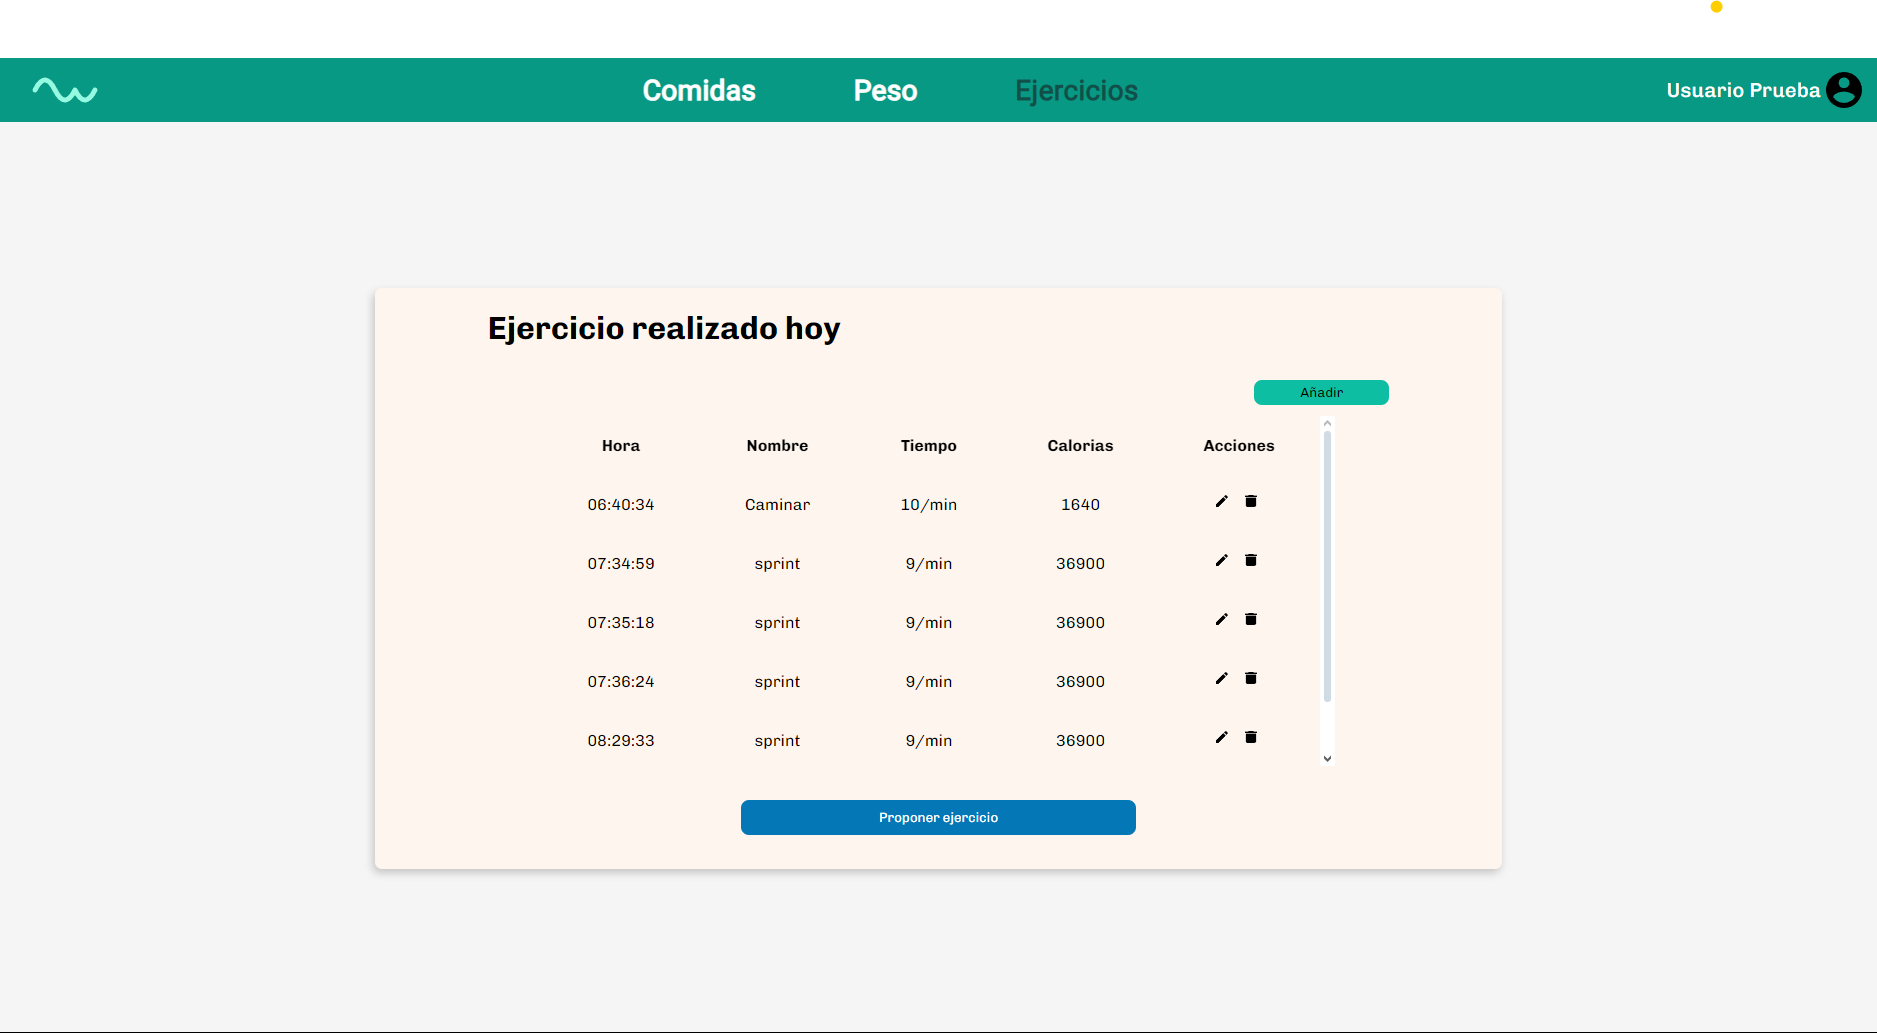 Comidas Peso Ejercicios Usuario Prueba
Ejercicio realizado hoy
Añadir
Hora Nombre Tiempo Calorias Acciones
06:40:34 Caminar 10/min 1640
07:34:59 sprint 9/min 36900
07:35:18 sprint 9/min 36900
07:36:24 sprint 9/min 36900
08:29:33 sprint 9/min 36900
Proponer ejercicio